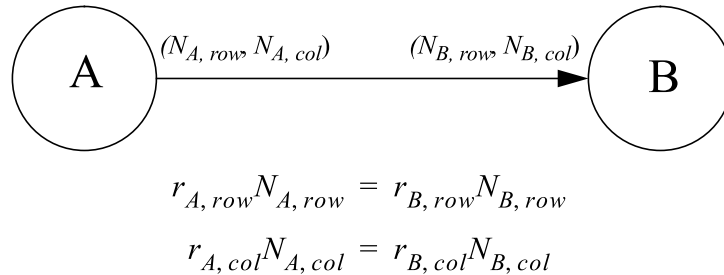 A (N_{A, row}, N_{A, col}) (N_{B, row}, N_{B, col}) B
r_{A, row}N_{A, row} = r_{B, row}N_{B, row}
r_{A, col}N_{A, col} = r_{B, col}N_{B, col}